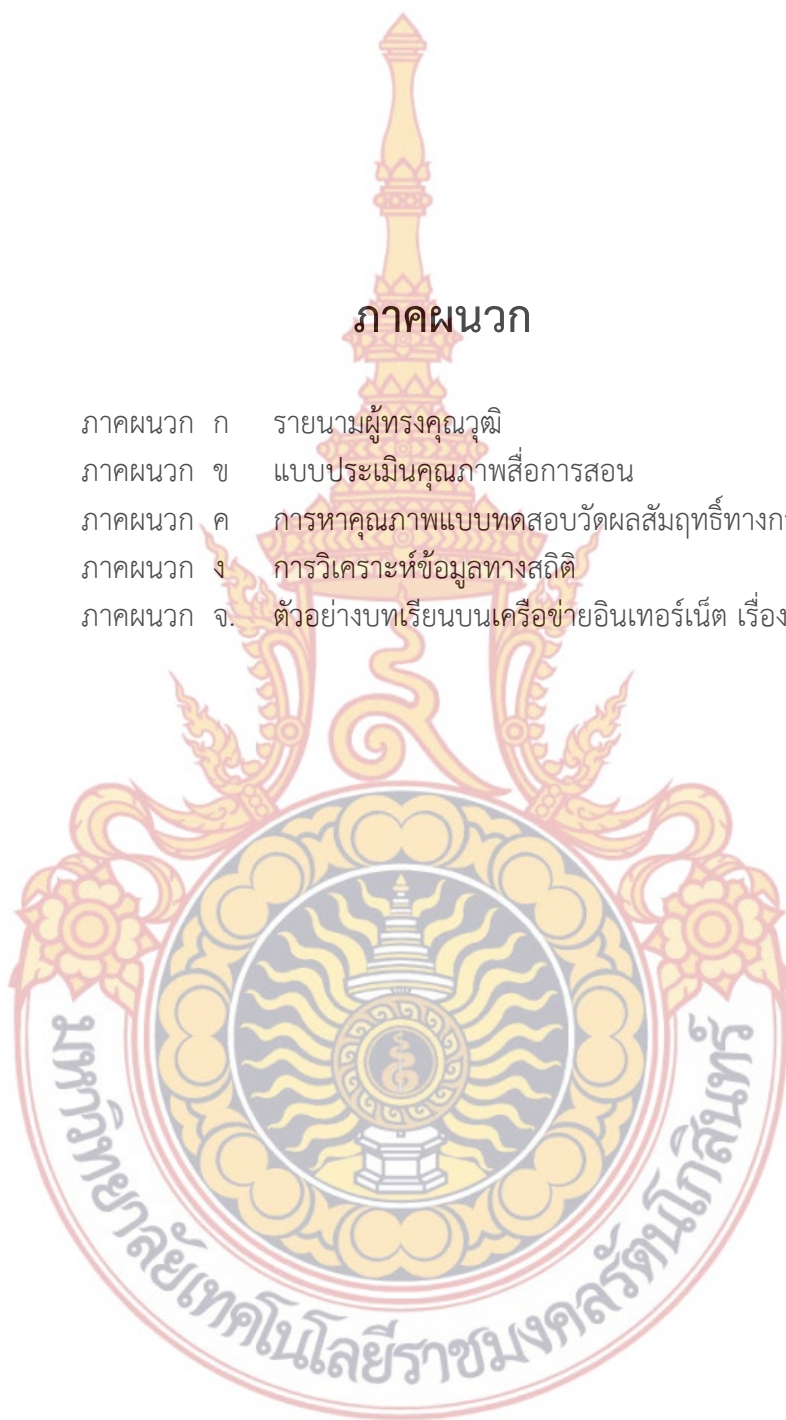 ภาคผนวก
ภาคผนวก ก รายนามผู้ทรงคุณวุฒิ
ภาคผนวก ข แบบประเมินคุณภาพสื่อการสอน
ภาคผนวก ค การหาคุณภาพแบบทดสอบวัดผลสัมฤทธิ์ทางกา
ภาคผนวก ง การวิเคราะห์ข้อมูลทางสถิติ
ภาคผนวก จ. ตัวอย่างบทเรียนบนเครือข่ายอินเทอร์เน็ต เรื่อง
มหาวิทยาลัยเทคโนโลยีราชมงคลรัตนโกสินทร์